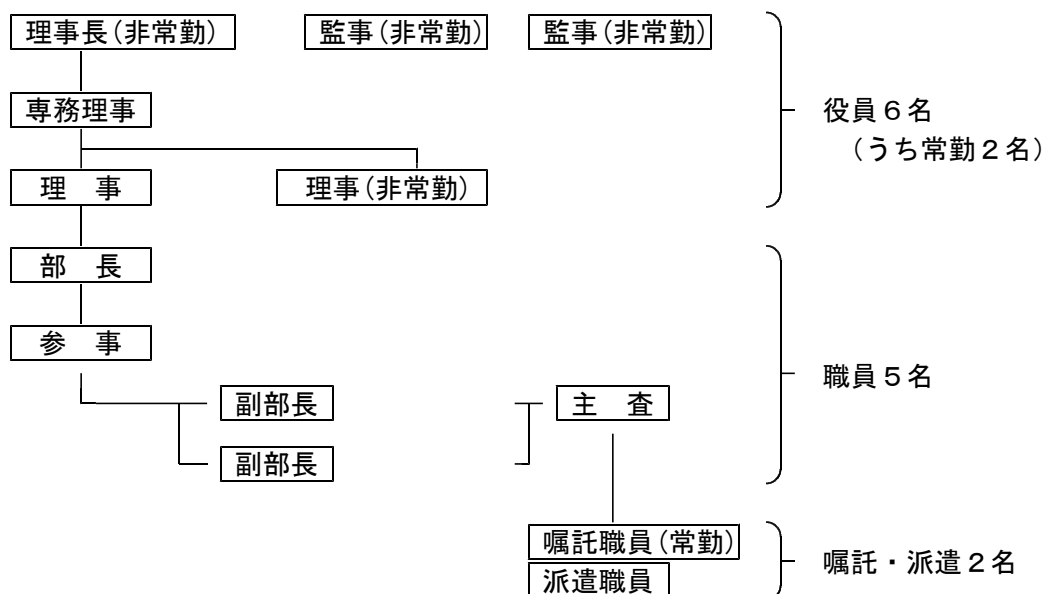 理事長(非常勤) 監事(非常勤) 監事(非常勤)
専務理事
役員6名
(うち常勤2名)
理 事 理事(非常勤)
部 長
参 事
職員5名
副部長 主 査
副部長
嘱託職員(常勤)
派遣職員
嘱託・派遣2名